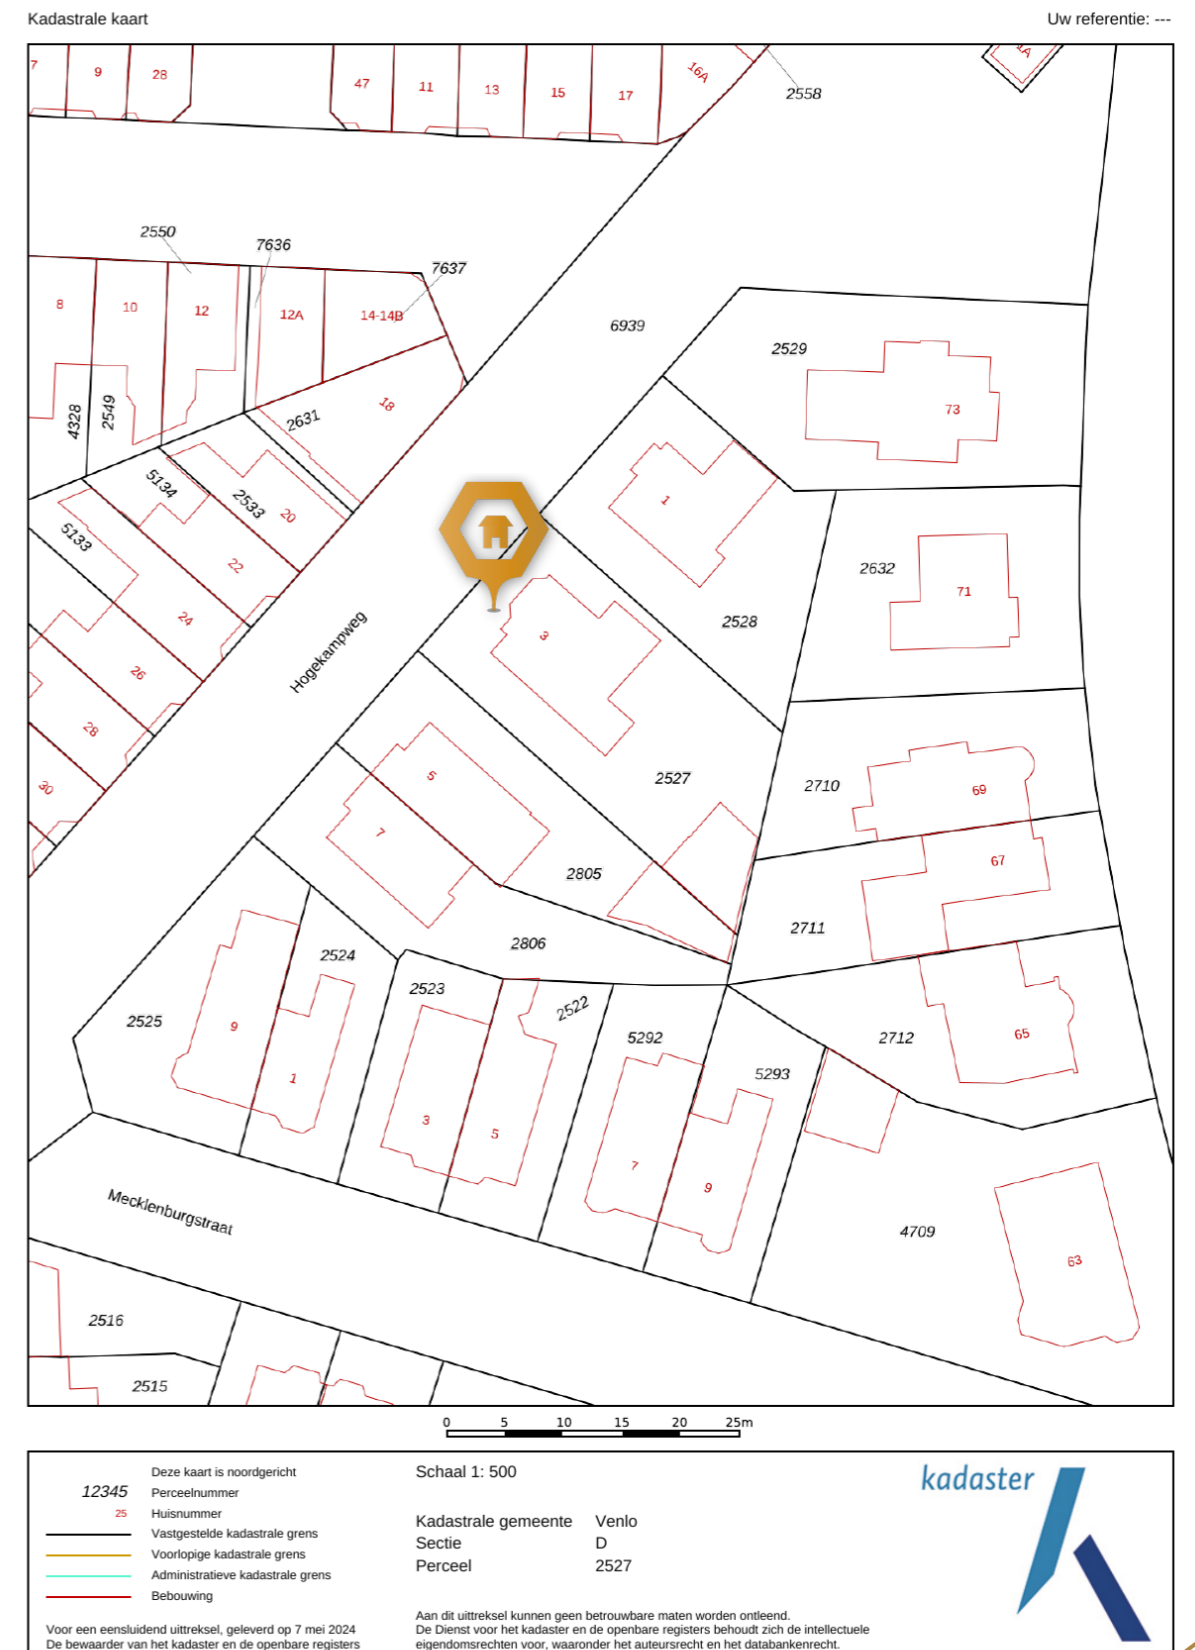 Kadastrale kaart
Uw referentie: ---
7
9
28
47
11
13
15
17
16A
2558
2550
7636
7637
8
10
12
12A
14-14B
6939
2529
73
4328
2549
2631
18
5134
2533
20
1
5133
22
2632
71
24
2528
3
Hogekampweg
26
28
30
5
2527
2710
69
7
67
2805
2711
2806
2524
2523
2522
2525
9
5292
2712
65
1
5293
3
5
7
9
Mecklenburgstraat
4709
63
2516
2515
0 5 10 15 20 25m
Deze kaart is noordgericht
12345 Perceelnummer
25 Huisnummer
Vastgestelde kadastrale grens
Voorlopige kadastrale grens
Administratieve kadastrale grens
Bebouwing
Voor een eensluidend uittreksel, geleverd op 7 mei 2024
De bewaarder van het kadaster en de openbare registers
Schaal 1: 500
Kadastrale gemeente Venlo
Sectie D
Perceel 2527
Aan dit uittreksel kunnen geen betrouwbare maten worden ontleend.
De Dienst voor het kadaster en de openbare registers behoudt zich de intellectuele
eigendomsrechten voor, waaronder het auteursrecht en het databankenrecht.
kadaster